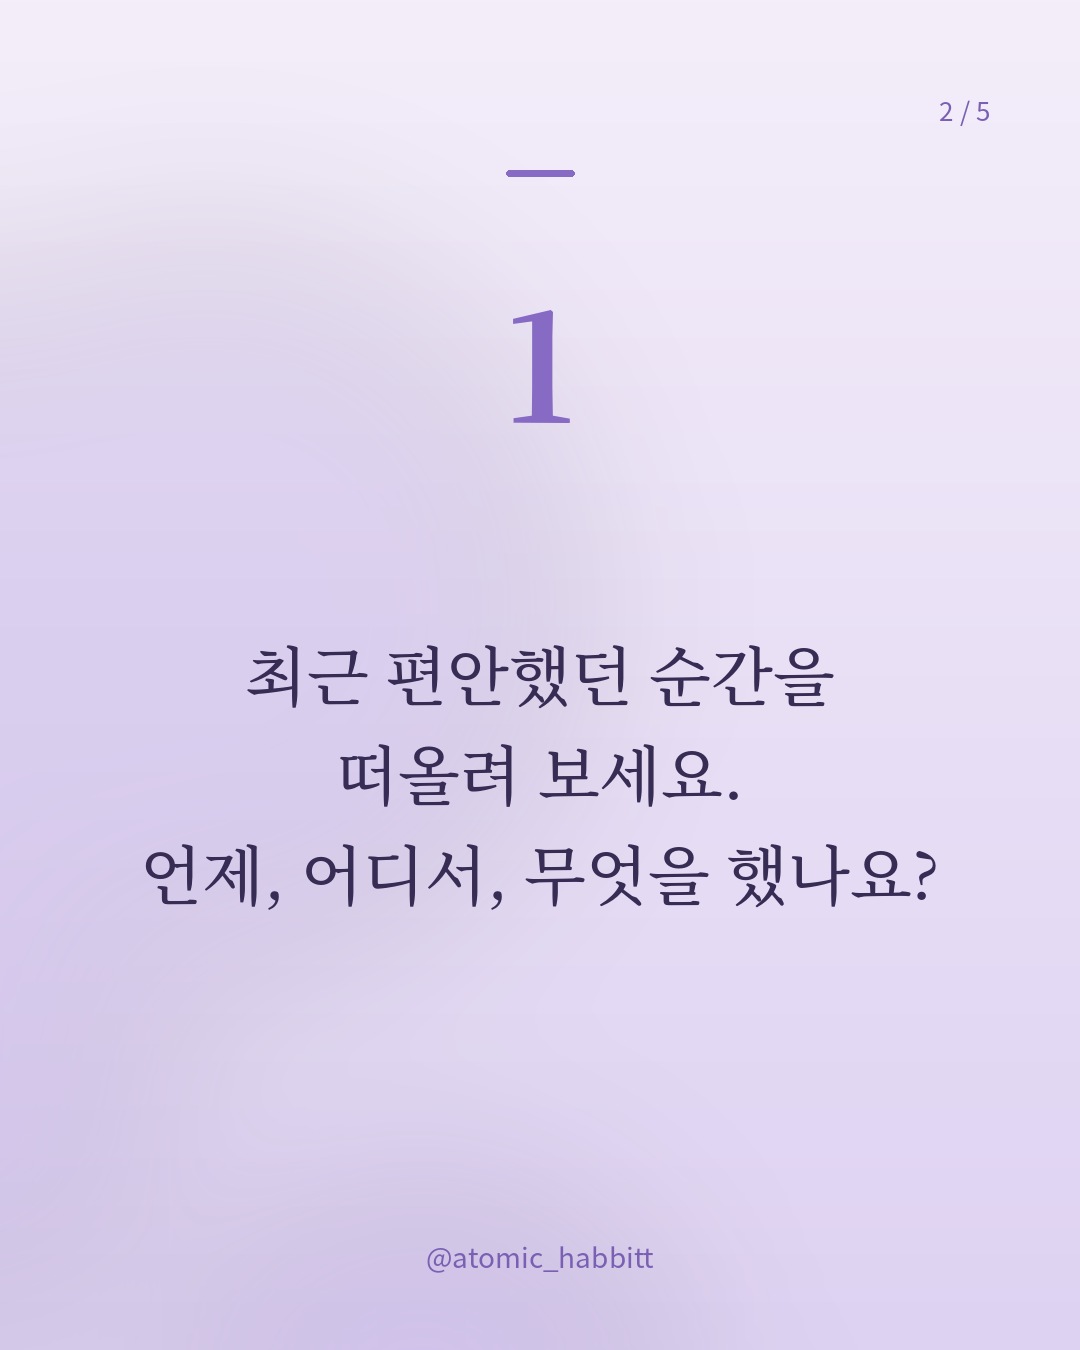 2 / 5
1
최근 편안했던 순간을
떠올려 보세요.
언제, 어디서, 무엇을 했나요?
@atomic_habbitt